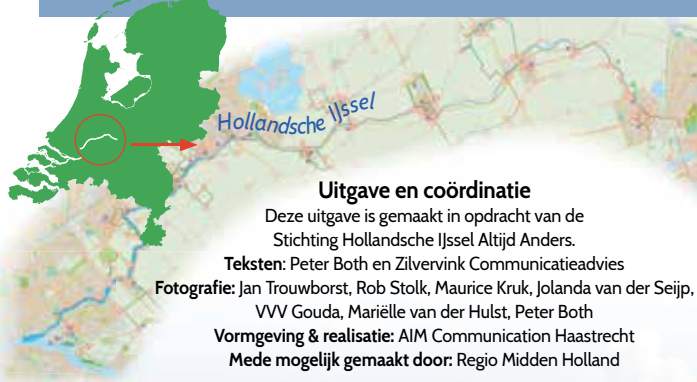 Hollandsche IJssel
Uitgave en coördinatie
Deze uitgave is gemaakt in opdracht van de
Stichting Hollandsche IJssel Altijd Anders.
Teksten: Peter Both en Zilvervink Communicatieadvies
Fotografie: Jan Trouwborst, Rob Stolk, Maurice Kruk, Jolanda van der Seijp,
VVV Gouda, Mariëlle van der Hulst, Peter Both
Vormgeving & realisatie: AIM Communication Haastrecht
Mede mogelijk gemaakt door: Regio Midden Holland